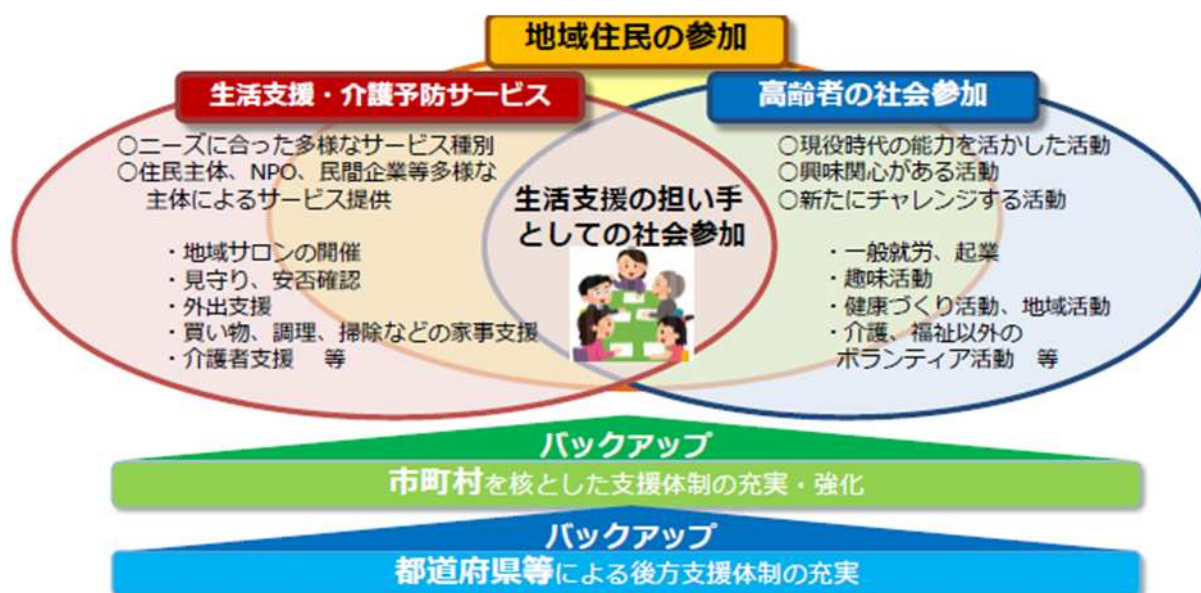 地域住民の参加
生活支援・介護予防サービス
○ニーズに合った多様なサービス種別
○住民主体、NPO、民間企業等多様な
主体によるサービス提供
・地域サロンの開催
・見守り、安否確認
・外出支援
・買い物、調理、掃除などの家事支援
・介護者支援　等
生活支援の担い手
としての社会参加
高齢者の社会参加
○現役時代の能力を活かした活動
○興味関心がある活動
○新たにチャレンジする活動
・一般就労、起業
・趣味活動
・健康づくり活動、地域活動
・介護、福祉以外の
ボランティア活動　等
バックアップ
市町村を核とした支援体制の充実・強化
バックアップ
都道府県等による後方支援体制の充実